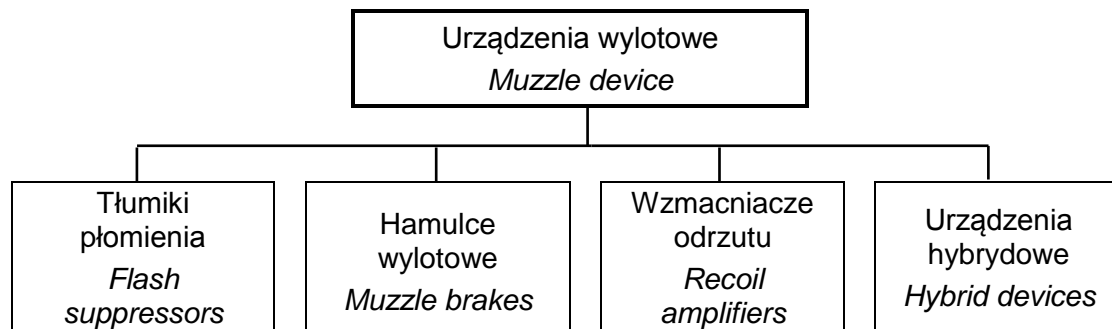 Urządzenia wylotowe
Muzzle device
Tłumiki
płomienia
Flash
suppressors
Hamulce
wylotowe
Muzzle brakes
Wzmacniacze
odrzutu
Recoil
amplifiers
Urządzenia
hybrydowe
Hybrid devices